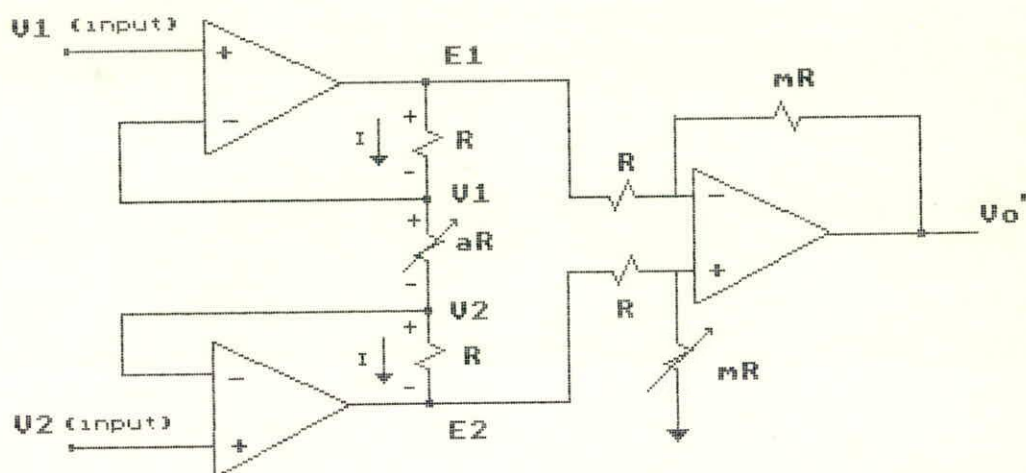 V1 (input)
+
-
E1
I
+
R
-
V1
+
aR
-
V2
+
I
R
-
E2
V2 (input)
-
+
R
mR
-
+
R
mR
Vo'